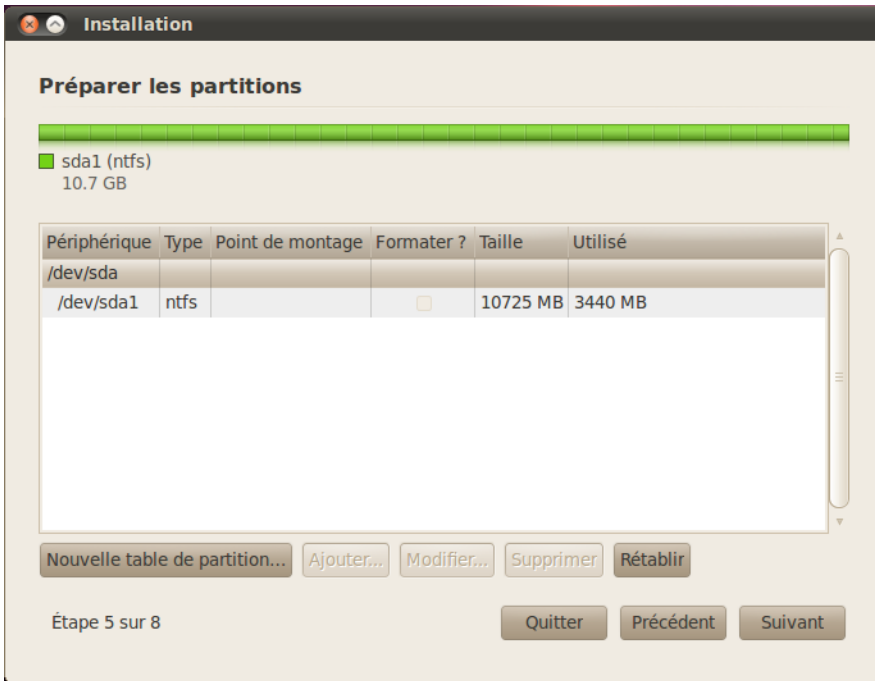 Installation
Préparer les partitions
sda1 (ntfs)
10.7 GB
Périphérique Type Point de montage Formater ? Taille Utilisé
/dev/sda
/dev/sda1 ntfs 10725 MB 3440 MB
Nouvelle table de partition... Ajouter... Modifier... Supprimer Rétablir
Étape 5 sur 8 Quitter Précédent Suivant